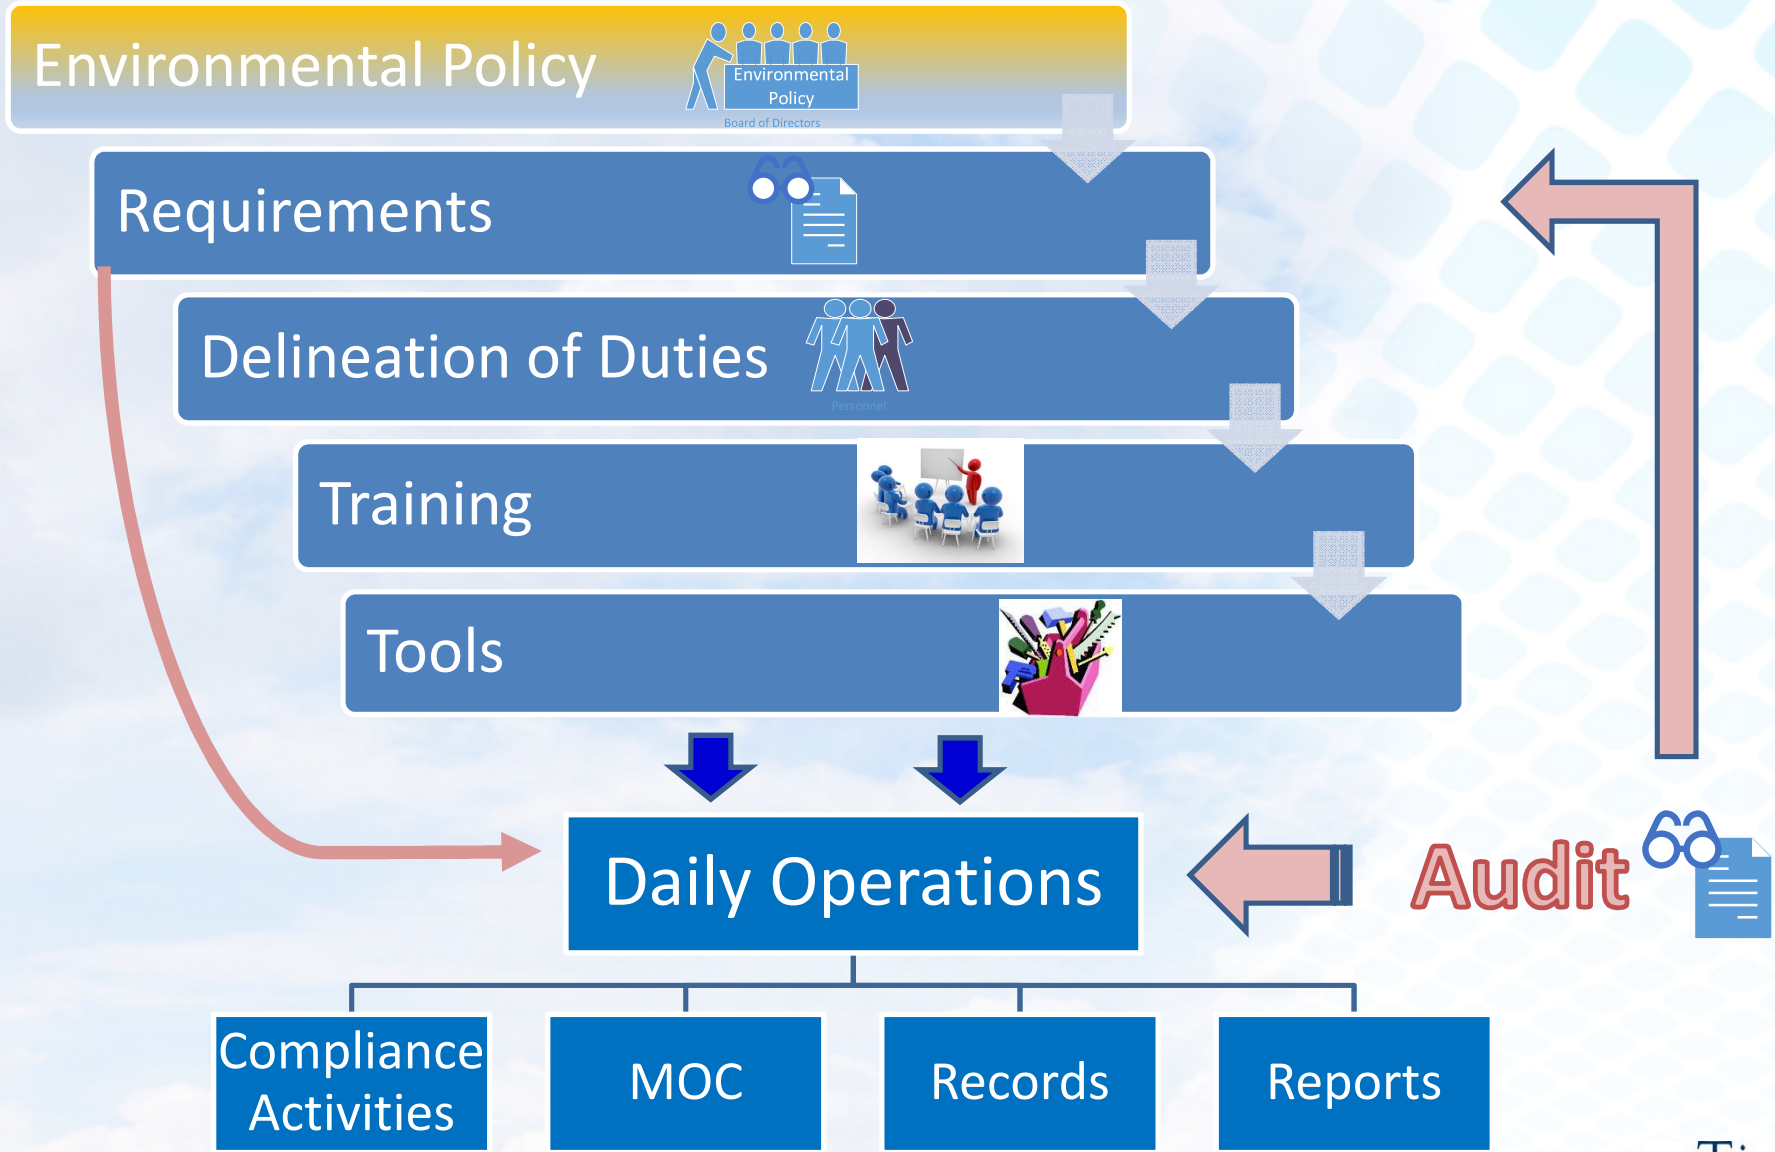 Environmental Policy
Environmental
Policy
Board of Directors
Requirements
Delineation of Duties
Personnel
Training
Tools
Daily Operations
Audit
Compliance
Activities
MOC
Records
Reports